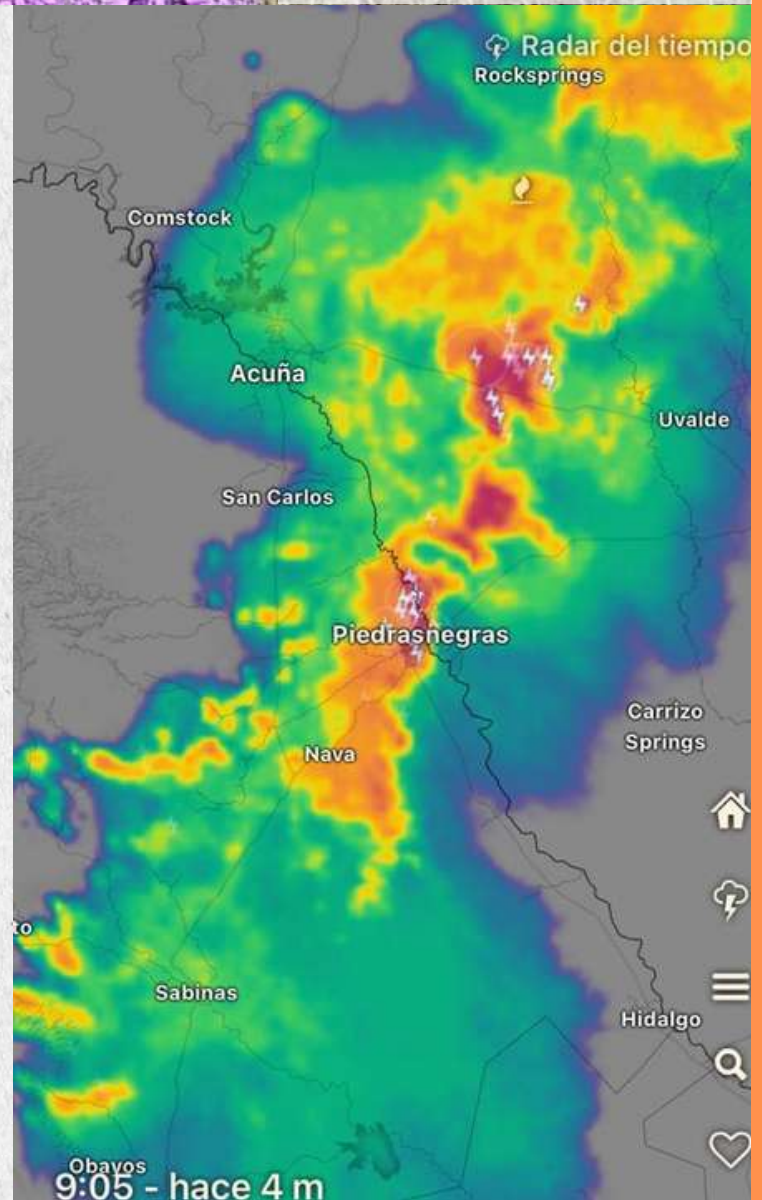 Radar del tiempo
Rocksprings
Comstock
Acuña
Uvalde
San Carlos
Piedrasnegras
Carrizo
Springs
Nava
to
Sabinas
Hidalgo
Obayos
9:05 - hace 4 m